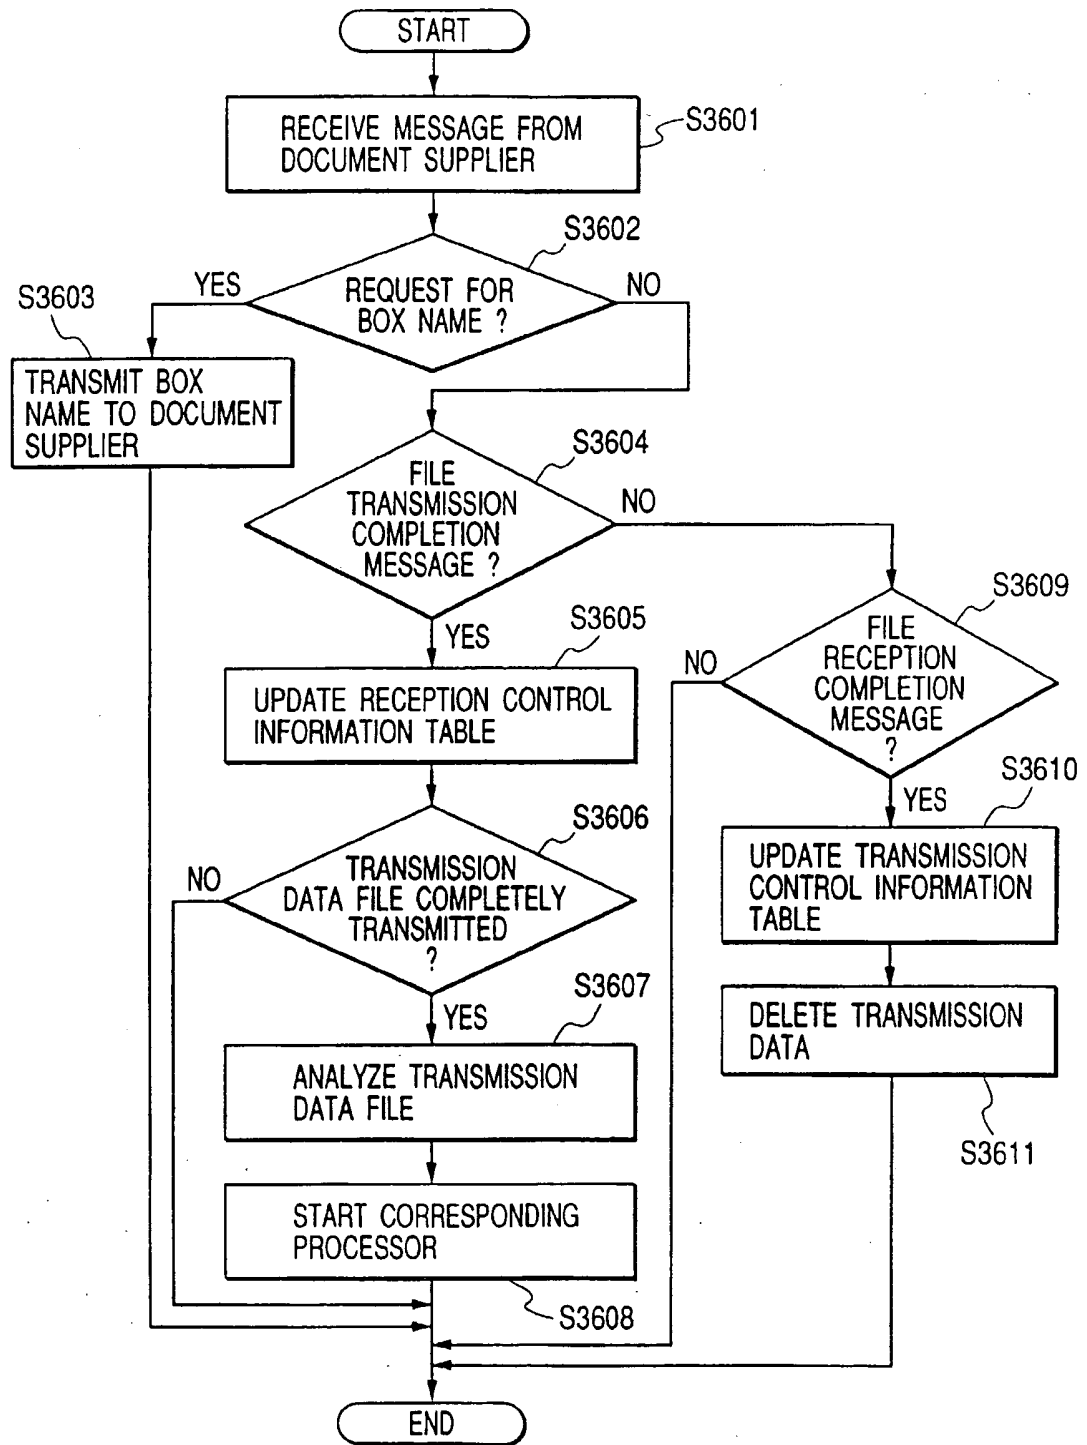 START
RECEIVE MESSAGE FROM
DOCUMENT SUPPLIER
S3601
S3602
REQUEST FOR
BOX NAME ?
YES
NO
S3603
TRANSMIT BOX
NAME TO DOCUMENT
SUPPLIER
S3604
FILE
TRANSMISSION
COMPLETION
MESSAGE ?
NO
YES
S3605
UPDATE RECEPTION CONTROL
INFORMATION TABLE
S3609
FILE
RECEPTION
COMPLETION
MESSAGE
?
NO
YES
S3606
TRANSMISSION
DATA FILE COMPLETELY
TRANSMITTED
?
NO
YES
S3610
UPDATE TRANSMISSION
CONTROL INFORMATION
TABLE
S3607
ANALYZE TRANSMISSION
DATA FILE
DELETE TRANSMISSION
DATA
S3611
START CORRESPONDING
PROCESSOR
S3608
END